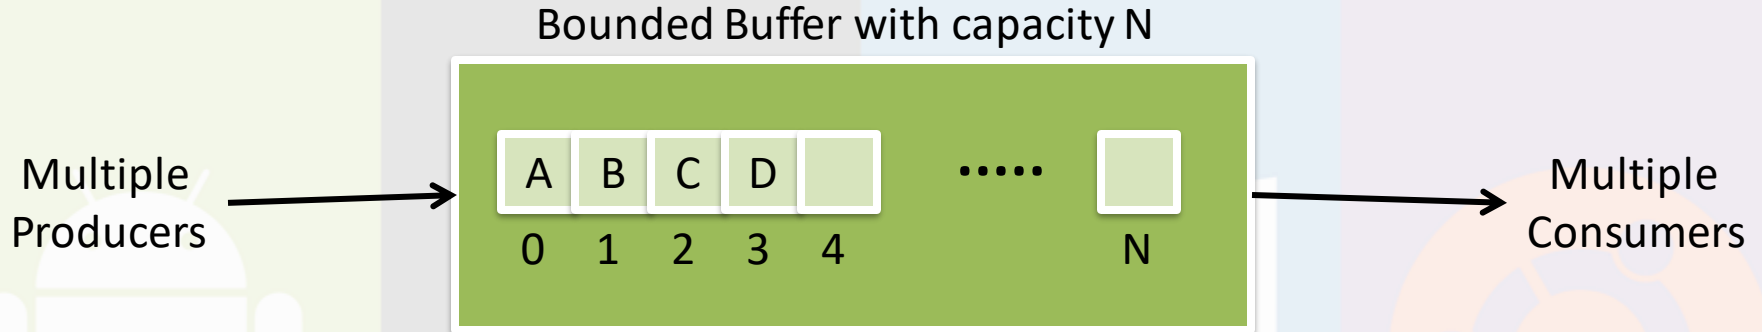 Bounded Buffer with capacity N
Multiple
Producers
A B C D .....
0 1 2 3 4 N
Multiple
Consumers